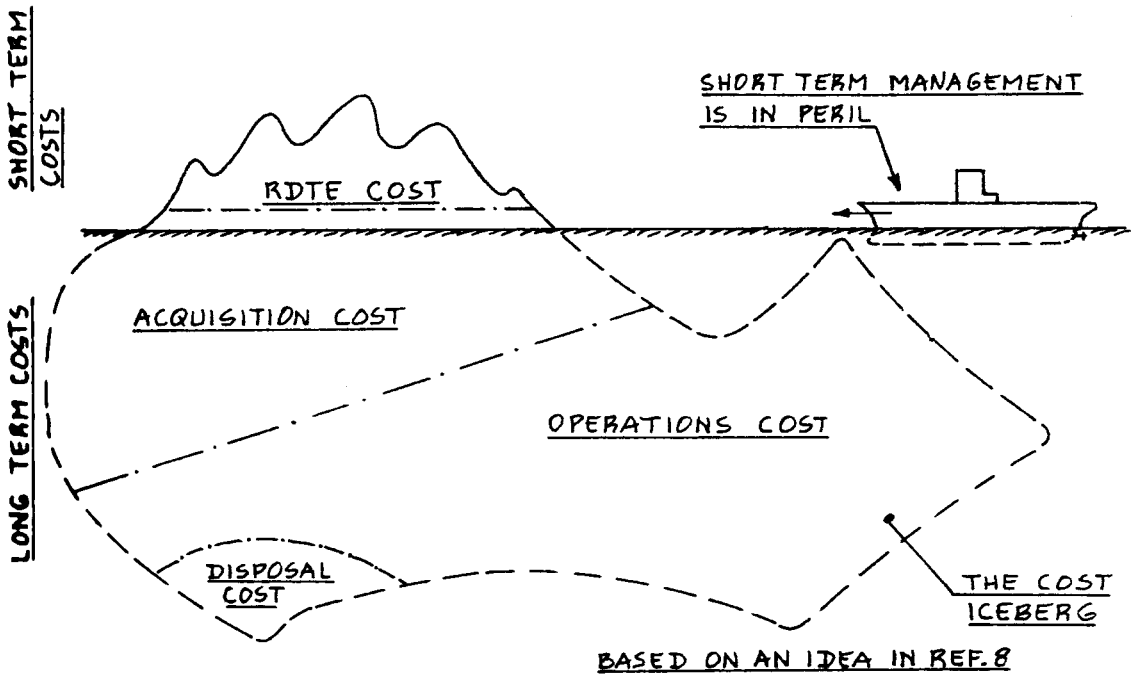 SHORT TERM
COSTS
SHORT TERM MANAGEMENT
IS IN PERIL
RDTE COST
LONG TERM COSTS
ACQUISITION COST
OPERATIONS COST
DISPOSAL
COST
THE COST
ICEBERG
BASED ON AN IDEA IN REF. 8